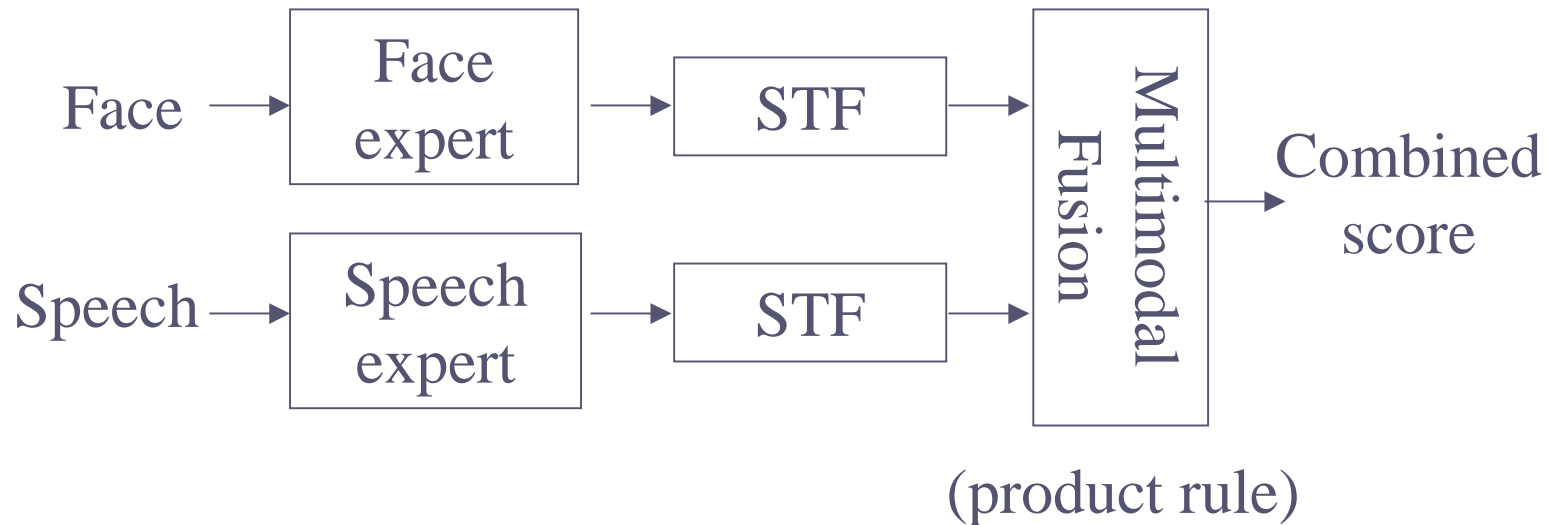 Face
Face
expert
STF
Speech
Speech
expert
STF
Multimodal
Fusion
Combined
score
(product rule)